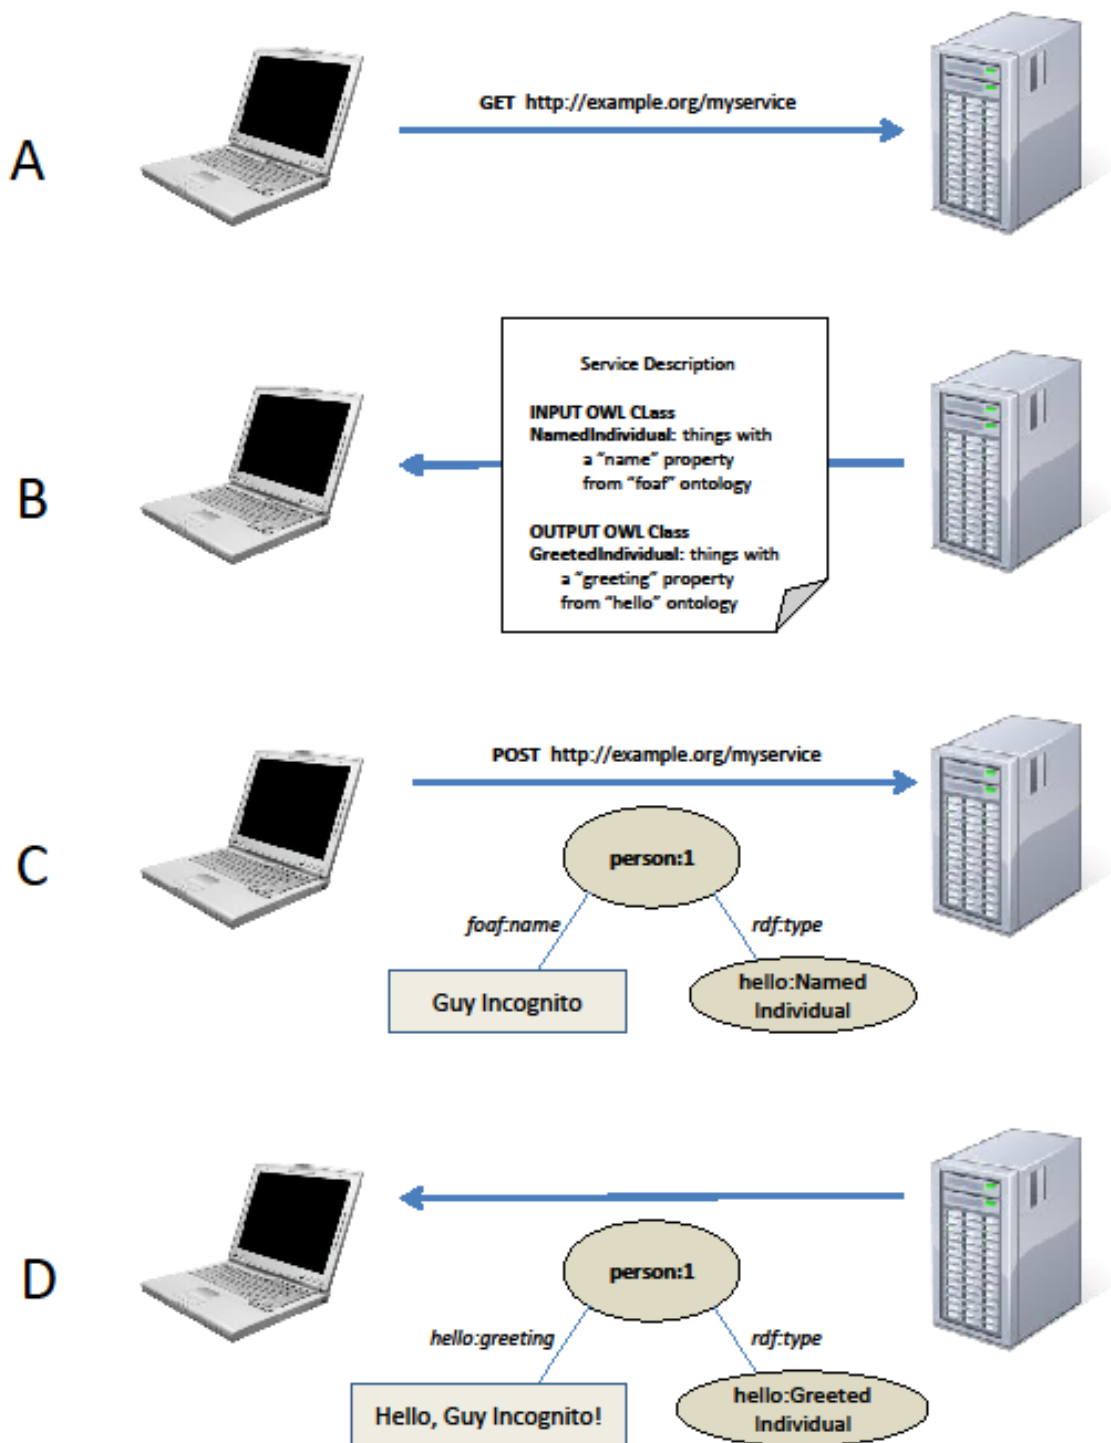 A
GET http://example.org/myservice
B
Service Description
INPUT OWL CLass
NamedIndividual: things with
a “name” property
from “foaf” ontology
OUTPUT OWL Class
GreetedIndividual: things with
a “greeting” property
from “hello” ontology
C
POST http://example.org/myservice
person:1
foaf:name
rdf:type
Guy Incognito
hello:Named
Individual
D
person:1
hello:greeting
rdf:type
Hello, Guy Incognito!
hello:Greeted
Individual